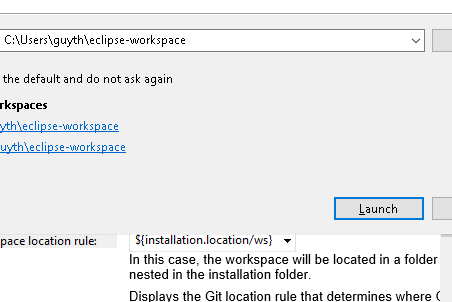 C:\Users\guyth\eclipse-workspace
the default and do not ask again
rkspaces
uyth\eclipse-workspace
guyth\eclipse-workspace
Launch
pace location rule:
${installation.location/ws}
In this case, the workspace will be located in a folder
nested in the installation folder.
Displays the Git location rule that determines where